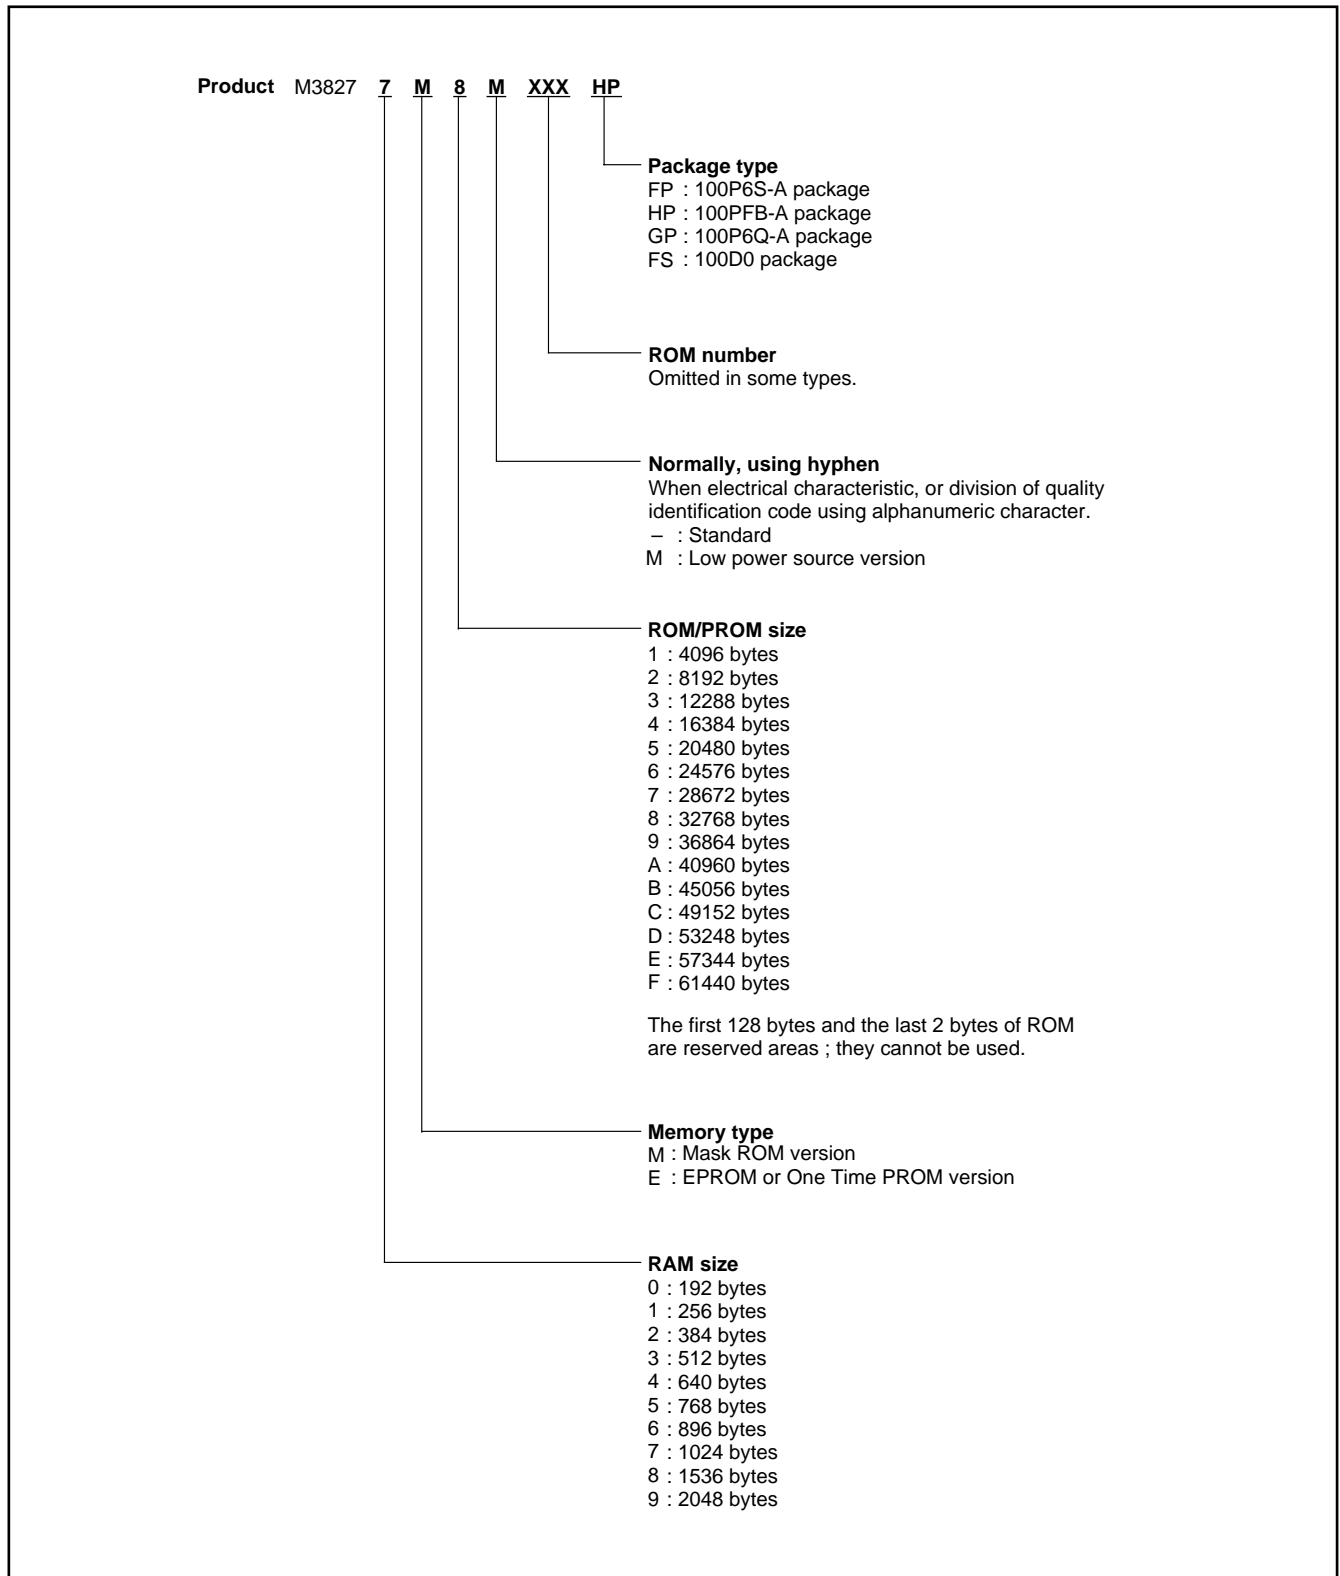 Product M3827 7 M 8 M XXX HP
Package type
FP : 100P6S-A package
HP : 100PFB-A package
GP : 100P6Q-A package
FS : 100D0 package
ROM number
Omitted in some types.
Normally, using hyphen
When electrical characteristic, or division of quality
identification code using alphanumeric character.
– : Standard
M : Low power source version
ROM/PROM size
1 : 4096 bytes
2 : 8192 bytes
3 : 12288 bytes
4 : 16384 bytes
5 : 20480 bytes
6 : 24576 bytes
7 : 28672 bytes
8 : 32768 bytes
9 : 36864 bytes
A : 40960 bytes
B : 45056 bytes
C : 49152 bytes
D : 53248 bytes
E : 57344 bytes
F : 61440 bytes
The first 128 bytes and the last 2 bytes of ROM
are reserved areas ; they cannot be used.
Memory type
M : Mask ROM version
E : EPROM or One Time PROM version
RAM size
0 : 192 bytes
1 : 256 bytes
2 : 384 bytes
3 : 512 bytes
4 : 640 bytes
5 : 768 bytes
6 : 896 bytes
7 : 1024 bytes
8 : 1536 bytes
9 : 2048 bytes